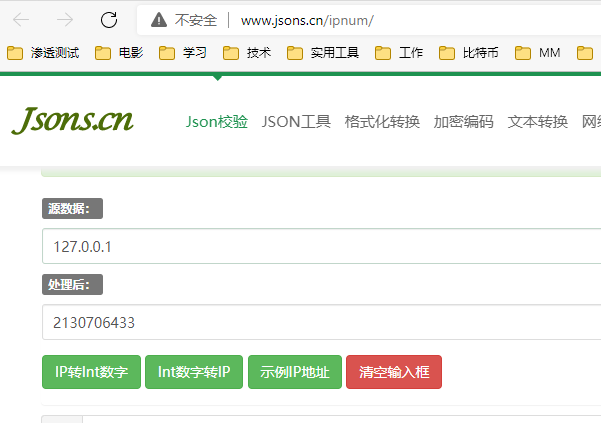 不安全 www.jsons.cn/ipnum/
渗透测试 电影 学习 技术 实用工具 工作 比特币 MM
Jsons.cn Json校验 JSON工具 格式化转换 加密编码 文本转换 网络
源数据：
127.0.0.1
处理后：
2130706433
IP转Int数字 Int数字转IP 示例IP地址 清空输入框